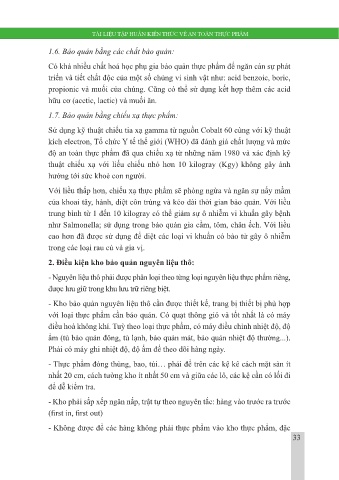 TÀI LIỆU TẬP HUẤN KIẾN THỨC VỀ AN TOÀN THỰC PHẨM
1.6. Bảo quản bằng các chất bảo quản:
Có khá nhiều chất hoá học phụ gia bảo quản thực phẩm để ngăn cản sự phát
triển và tiết chất độc của một số chủng vi sinh vật như: acid benzoic, boric,
propionic và muối của chúng. Cũng có thể sử dụng kết hợp thêm các acid
hữu cơ (acetic, lactic) và muối ăn.
1.7. Bảo quản bằng chiếu xạ thực phẩm:
Sử dụng kỹ thuật chiếu tia xạ gamma từ nguồn Cobalt 60 cùng với kỹ thuật
kích electron, Tổ chức Y tế thế giới (WHO) đã đánh giá chất lượng và mức
độ an toàn thực phẩm đã qua chiếu xạ từ những năm 1980 và xác định kỹ
thuật chiếu xạ với liều chiếu nhỏ hơn 10 kilogray (Kgy) không gây ảnh
hưởng tới sức khoẻ con người.
Với liều thấp hơn, chiếu xạ thực phẩm sẽ phòng ngừa và ngăn sự nảy mầm
của khoai tây, hành, diệt côn trùng và kéo dài thời gian bảo quản. Với liều
trung bình từ 1 đến 10 kilogray có thể giảm sự ô nhiễm vi khuẩn gây bệnh
như Salmonella; sử dụng trong bảo quản gia cầm, tôm, chân ếch. Với liều
cao hơn đã được sử dụng để diệt các loại vi khuẩn có bào tử gây ô nhiễm
trong các loại rau củ và gia vị.
2. Điều kiện kho bảo quản nguyên liệu thô:
- Nguyên liệu thô phải được phân loại theo từng loại nguyên liệu thực phẩm riêng,
được lưu giữ trong khu lưu trữ riêng biệt.
- Kho bảo quản nguyên liệu thô cần được thiết kế, trang bị thiết bị phù hợp
với loại thực phẩm cần bảo quản. Có quạt thông gió và tốt nhất là có máy
điều hoà không khí. Tuỳ theo loại thực phẩm, có máy điều chỉnh nhiệt độ, độ
ẩm (tủ bảo quản đông, tủ lạnh, bảo quản mát, bảo quản nhiệt độ thường...).
Phải có máy ghi nhiệt độ, độ ẩm để theo dõi hàng ngày.
- Thực phẩm đóng thùng, bao, túi… phải để trên các kệ kê cách mặt sàn ít
nhất 20 cm, cách tường kho ít nhất 50 cm và giữa các lô, các kệ cần có lối đi
để dễ kiểm tra.
- Kho phải sắp xếp ngăn nắp, trật tự theo nguyên tắc: hàng vào trước ra trước
(first in, first out)
- Không được để các hàng không phải thực phẩm vào kho thực phẩm, đặc
33